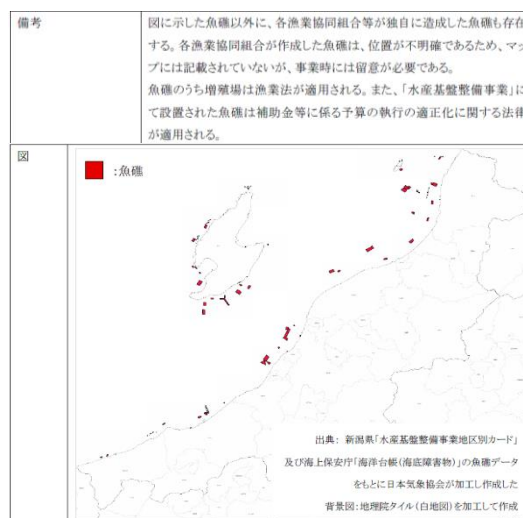 備考
図に示した魚礁以外に、各漁業協同組合等が独自に造成した魚礁も存在
する。各漁業協同組合が作成した魚礁は、位置が不明確であるため、マッ
プには記載されていないが、事業時には留意が必要である。
魚礁のうち増殖場は漁業法が適用される。また、「水産基盤整備事業」に
て設置された魚礁は補助金等に係る予算の執行の適正化に関する法律
が適用される。
図
:魚礁
出典: 新潟県「水産基盤整備事業地区別カード」
及び海上保安庁「海洋台帳(海底障害物)」の魚礁データ
をもとに日本気象協会が加工し作成した
背景図:地理院タイル(白地図)を加工して作成